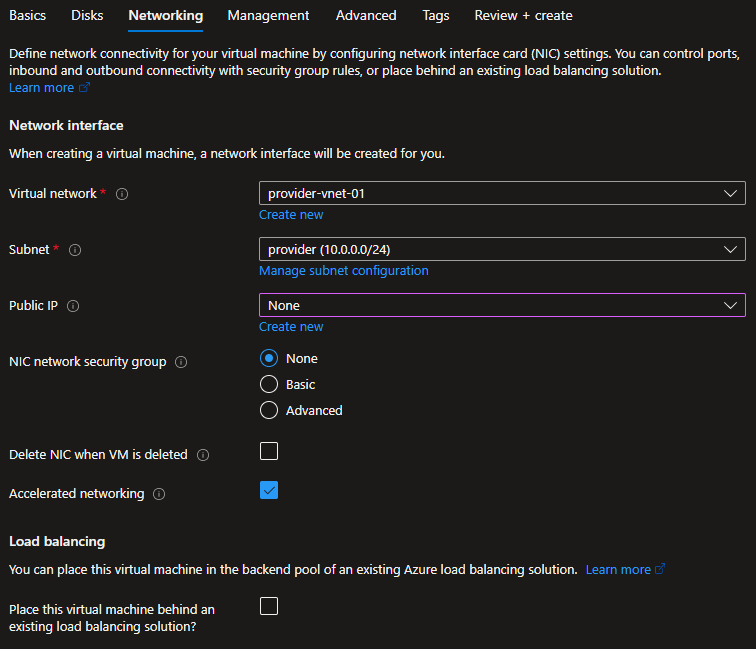 Basics Disks Networking Management Advanced Tags Review + create
Define network connectivity for your virtual machine by configuring network interface card (NIC) settings. You can control ports,
inbound and outbound connectivity with security group rules, or place behind an existing load balancing solution.
Learn more
Network interface
When creating a virtual machine, a network interface will be created for you.
Virtual network * provider-vnet-01
Create new
Subnet * provider (10.0.0.0/24)
Manage subnet configuration
Public IP None
Create new
NIC network security group None
Basic
Advanced
Delete NIC when VM is deleted
Accelerated networking
Load balancing
You can place this virtual machine in the backend pool of an existing Azure load balancing solution. Learn more
Place this virtual machine behind an
existing load balancing solution?